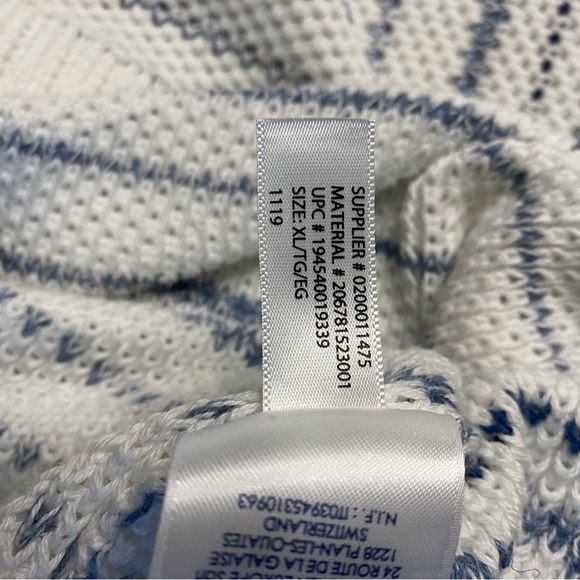 SUPPLIER # 0200011475
MATERIAL # 206781523001
UPC # 194540019339
SIZE: XL/TG/EG
1119
EUROPE
24 ROUTE DE LA GALAISE
1228 PLAN-LES-OUATES
SWITZERLAND
N.I.F. : IT03945310963